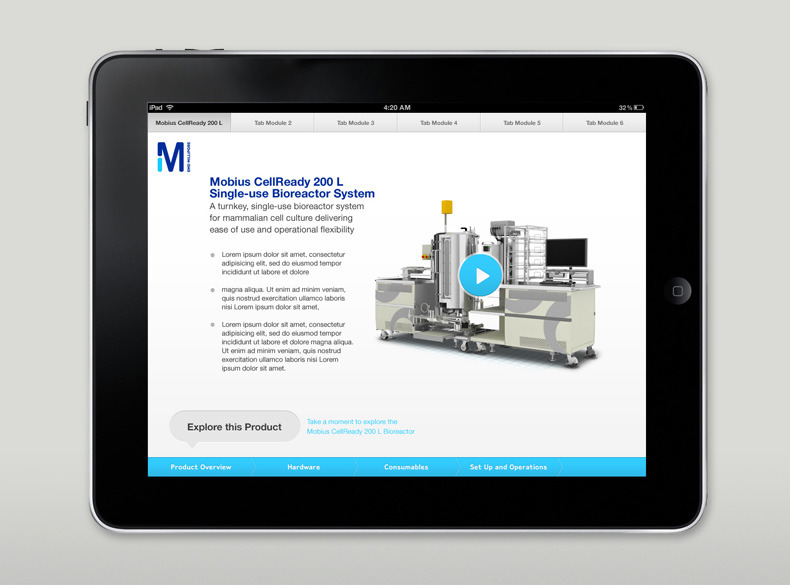 iPad 4:20 AM 32%
Mobius CellReady 200 L Tab Module 2 Tab Module 3 Tab Module 4 Tab Module 5 Tab Module 6
M
EMD MILLIPORE
Mobius CellReady 200 L
Single-use Bioreactor System
A turnkey, single-use bioreactor system
for mammalian cell culture delivering
ease of use and operational flexibility
Lorem ipsum dolor sit amet, consectetur
adipisicing elit, sed do eiusmod tempor
incididunt ut labore et dolore
magna aliqua. Ut enim ad minim veniam,
quis nostrud exercitation ullamco laboris
nisi Lorem ipsum dolor sit amet,
Lorem ipsum dolor sit amet, consectetur
adipisicing elit, sed do eiusmod tempor
incididunt ut labore et dolore magna aliqua.
Ut enim ad minim veniam, quis nostrud
exercitation ullamco laboris nisi Lorem
ipsum dolor sit amet.
Explore this Product
Take a moment to explore the
Mobius CellReady 200 L Bioreactor
Product Overview Hardware Consumables Set Up and Operations